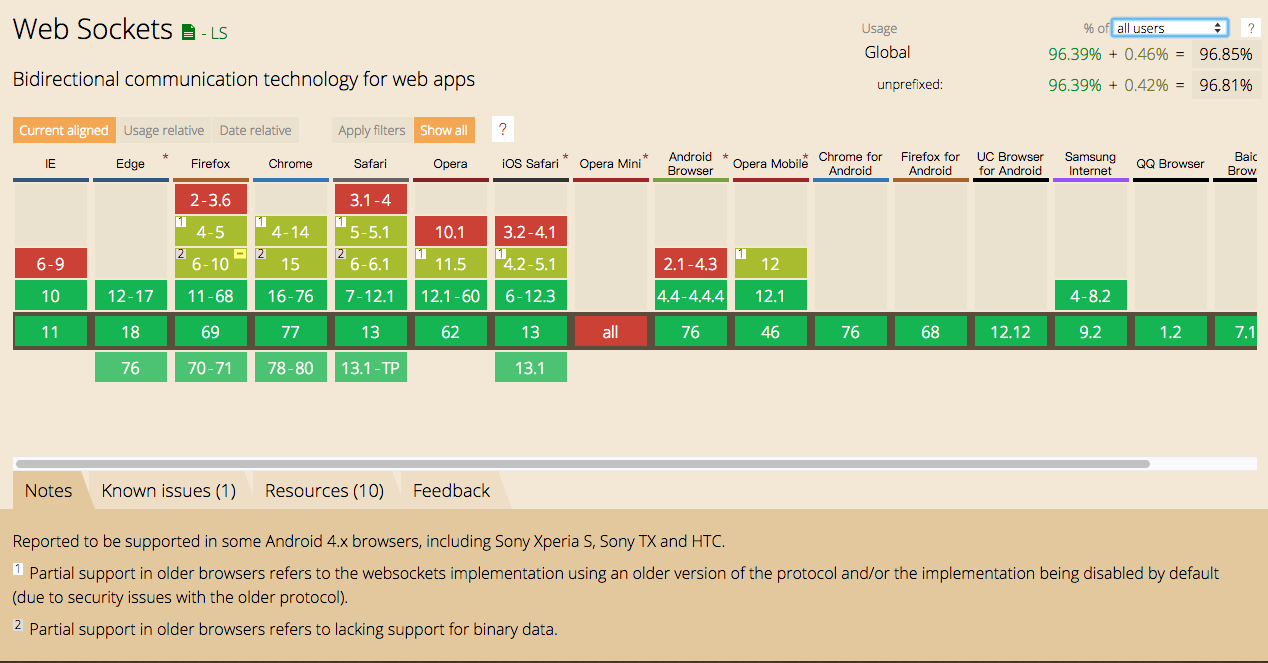 Web Sockets - LS
Usage % of all users ?
Global 96.39% + 0.46% = 96.85%
Bidirectional communication technology for web apps
unprefixed: 96.39% + 0.42% = 96.81%
Current aligned Usage relative Date relative Apply filters Show all ?
IE Edge * Firefox Chrome Safari Opera iOS Safari * Opera Mini * Android Browser * Opera Mobile * Chrome for Android Firefox for Android UC Browser for Android Samsung Internet QQ Browser
2-3.6 3.1-4
1 4-5 1 4-14 1 5-5.1 10.1 3.2-4.1
6-9 2 6-10 2 15 2 6-6.1 1 11.5 1 4.2-5.1 2.1-4.3 1 12
10 12-17 11-68 16-76 7-12.1 12.1-60 6-12.3 4.4-4.4.4 12.1 4-8.2
11 18 69 77 13 62 13 all 76 46 76 68 12.12 9.2 1.2 7.1
76 70-71 78-80 13.1-TP 13.1
Notes Known issues (1) Resources (10) Feedback
Reported to be supported in some Android 4.x browsers, including Sony Xperia S, Sony TX and HTC.
1 Partial support in older browsers refers to the websockets implementation using an older version of the protocol and/or the implementation being disabled by default
(due to security issues with the older protocol).
2 Partial support in older browsers refers to lacking support for binary data.